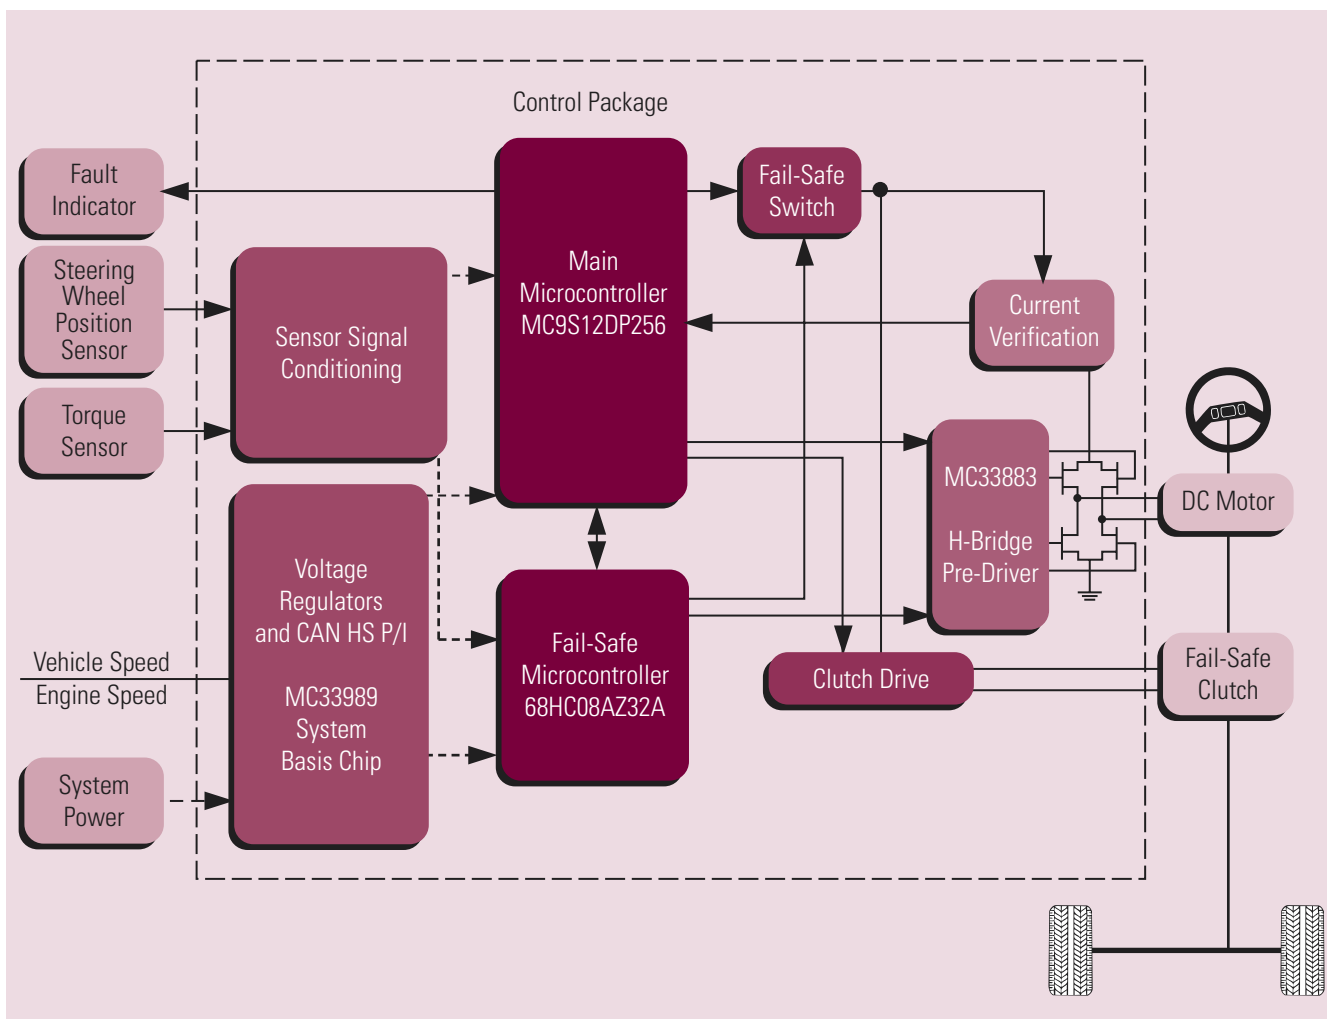 Control Package
Fault
Indicator
Steering
Wheel
Position
Sensor
Torque
Sensor
Sensor Signal
Conditioning
Main
Microcontroller
MC9S12DP256
Fail-Safe
Switch
Current
Verification
MC33883
H-Bridge
Pre-Driver
DC Motor
Voltage
Regulators
and CAN HS P/I
MC33989
System
Basis Chip
Vehicle Speed
Engine Speed
System
Power
Fail-Safe
Microcontroller
68HC08AZ32A
Clutch Drive
Fail-Safe
Clutch